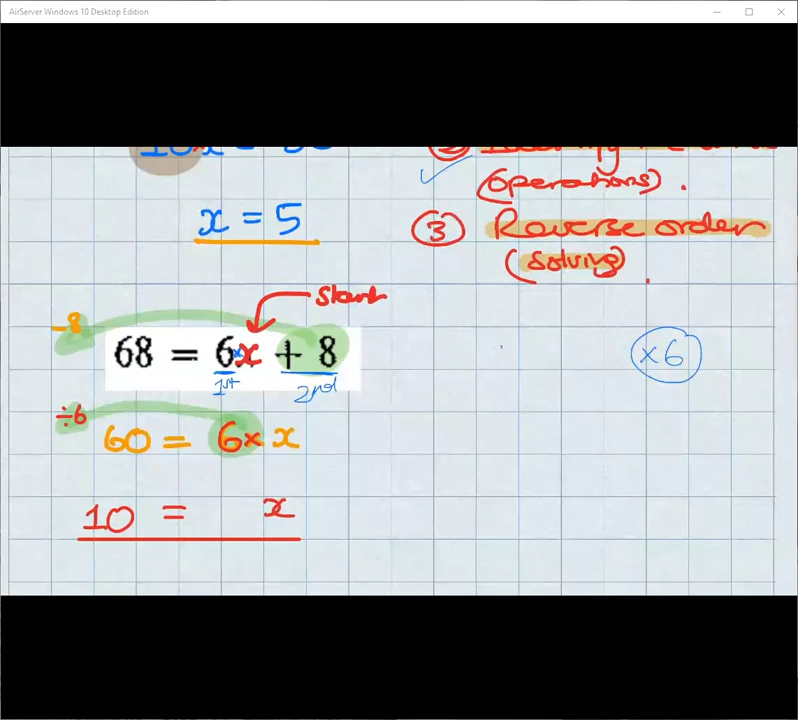 AirServer Windows 10 Desktop Edition
x = 5
(operations).
③ Reverse order
(solving).
Start
-8
68 = 6x + 8
1st
2nd
×6
÷6
60 = 6× x
10 = x